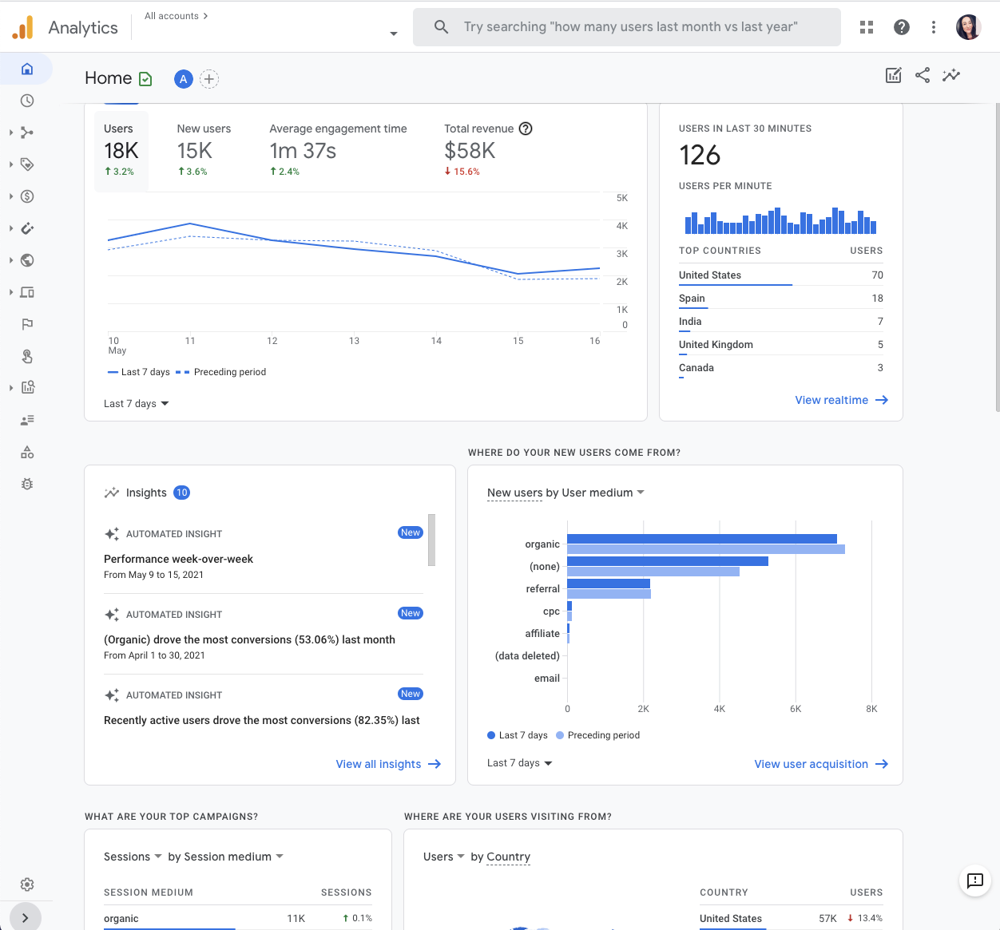 Analytics
All accounts
Try searching "how many users last month vs last year"
Home
A
Users
18K
3.2%
New users
15K
3.6%
Average engagement time
1m 37s
2.4%
Total revenue
$58K
15.6%
5K
4K
3K
2K
1K
0
10
May
11
12
13
14
15
16
Last 7 days
Preceding period
Last 7 days
USERS IN LAST 30 MINUTES
126
USERS PER MINUTE
TOP COUNTRIES USERS
United States 70
Spain 18
India 7
United Kingdom 5
Canada 3
View realtime
Insights 10
AUTOMATED INSIGHT New
Performance week-over-week
From May 9 to 15, 2021
AUTOMATED INSIGHT New
(Organic) drove the most conversions (53.06%) last month
From April 1 to 30, 2021
AUTOMATED INSIGHT New
Recently active users drove the most conversions (82.35%) last
View all insights
WHERE DO YOUR NEW USERS COME FROM?
New users by User medium
organic
(none)
referral
cpc
affiliate
(data deleted)
email
0 2K 4K 6K 8K
Last 7 days Preceding period
Last 7 days
View user acquisition
WHAT ARE YOUR TOP CAMPAIGNS?
Sessions by Session medium
SESSION MEDIUM SESSIONS
organic 11K 0.1%
WHERE ARE YOUR USERS VISITING FROM?
Users by Country
COUNTRY USERS
United States 57K 13.4%